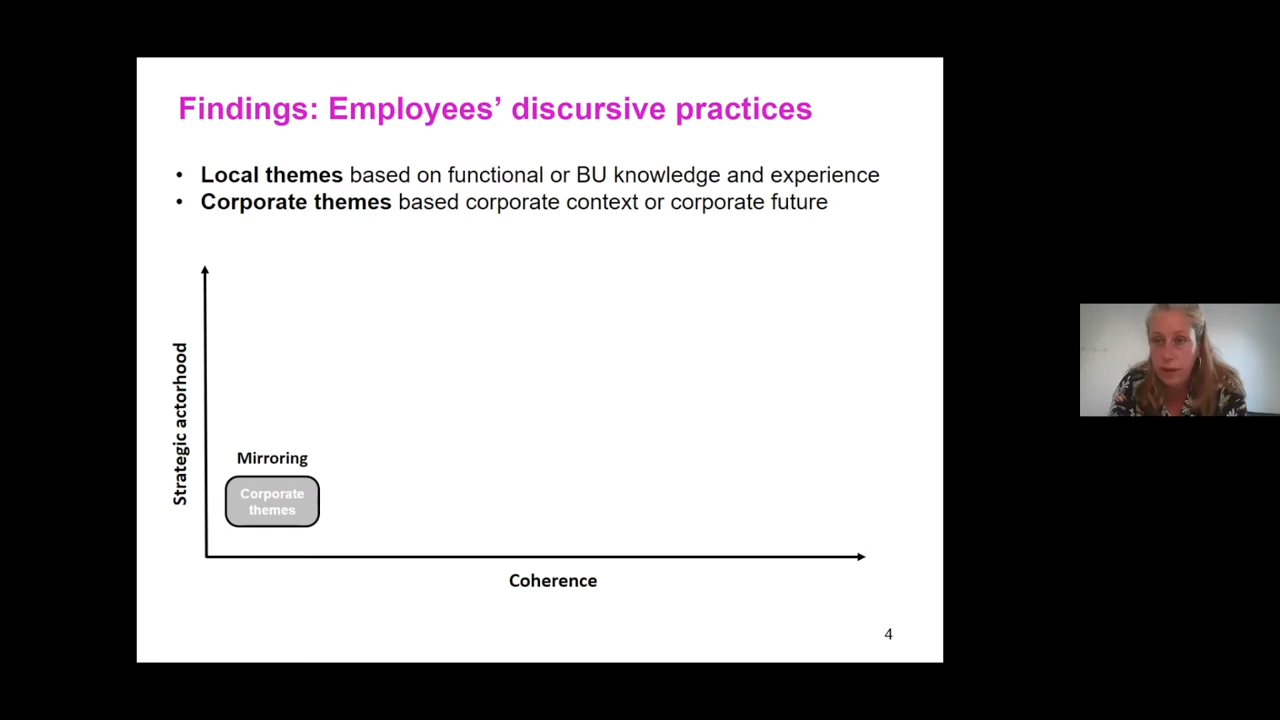 Findings: Employees' discursive practices
• Local themes based on functional or BU knowledge and experience
• Corporate themes based corporate context or corporate future
Strategic actorhood
Mirroring
Corporate
themes
Coherence
4